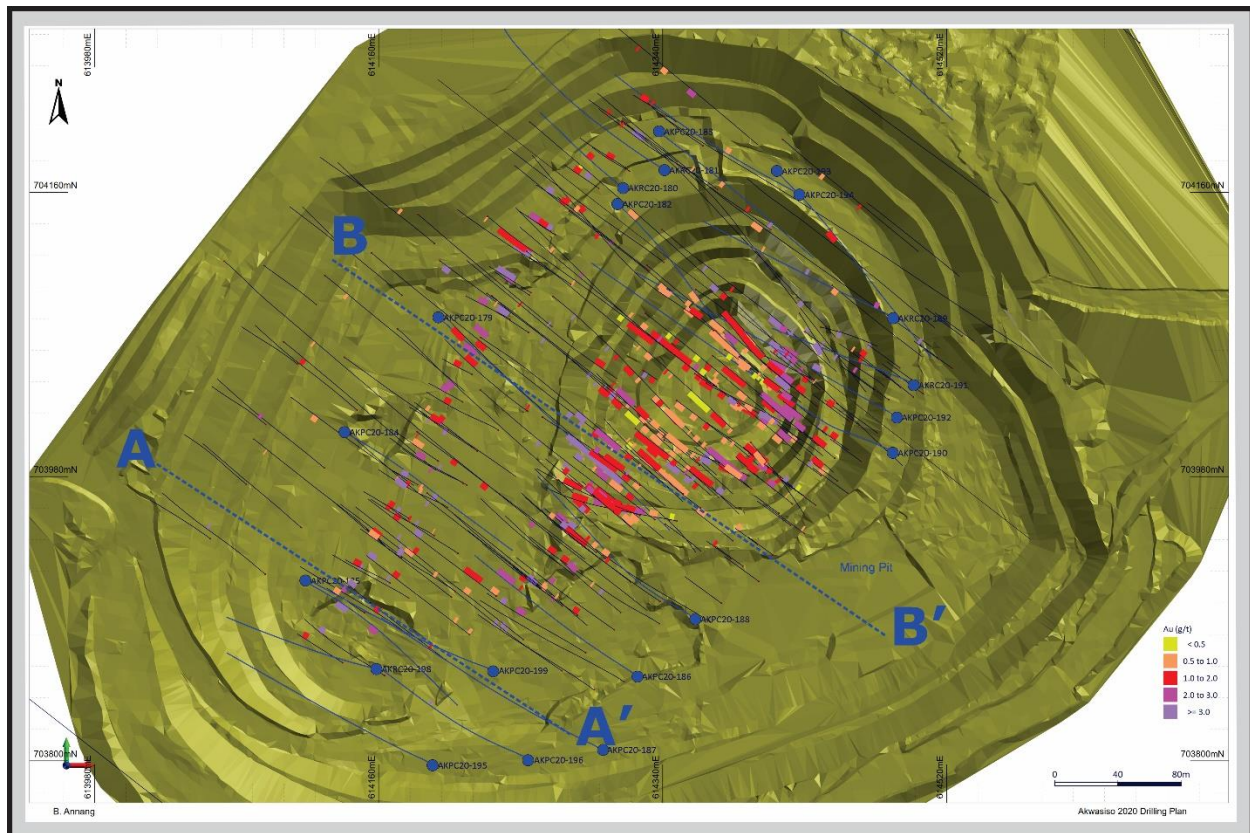 613980mE
614160mE
614340mE
614520mE
N
AKPC20-183
AKRC20-181
AKPC20-193
704160mN
AKRC20-180
704160mN
AKPC20-194
AKPC20-182
B
AKPC20-179
AKRC20-189
AKRC20-191
AKPC20-192
AKPC20-184
A
AKRC20-190
703980mN
703980mN
Mining Pit
AKPC20-188
B'
Au (g/t)
< 0.5
0.5 to 1.0
1.0 to 2.0
2.0 to 3.0
>= 3.0
AKRC20-198
AKPC20-199
AKPC20-186
A'
AKPC20-187
703800mN
AKPC20-195
AKPC20-196
703800mN
613980mE
614160mE
614340mE
614520mE
0 40 80m
B. Annang
Akwasiso 2020 Drilling Plan